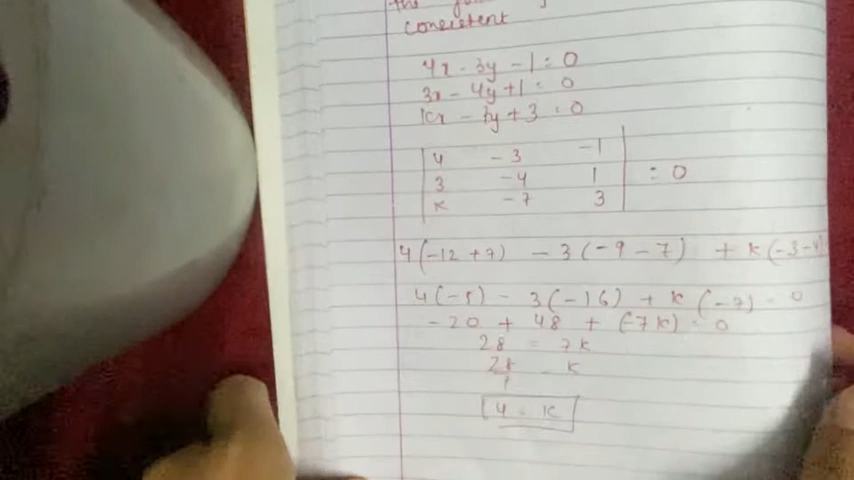 the
consistent
4x - 3y - 1 = 0
3x - 4y + 1 = 0
kx - 7y + 3 = 0
| 4 -3 -1 |
| 3 -4 1 | = 0
| k -7 3 |
4(-12 + 7) - 3(-9 - 7) + k(-3-4)
4(-5) - 3(-16) + k(-7) = 0
-20 + 48 + (-7k) = 0
28 = 7k
= k
4 = k